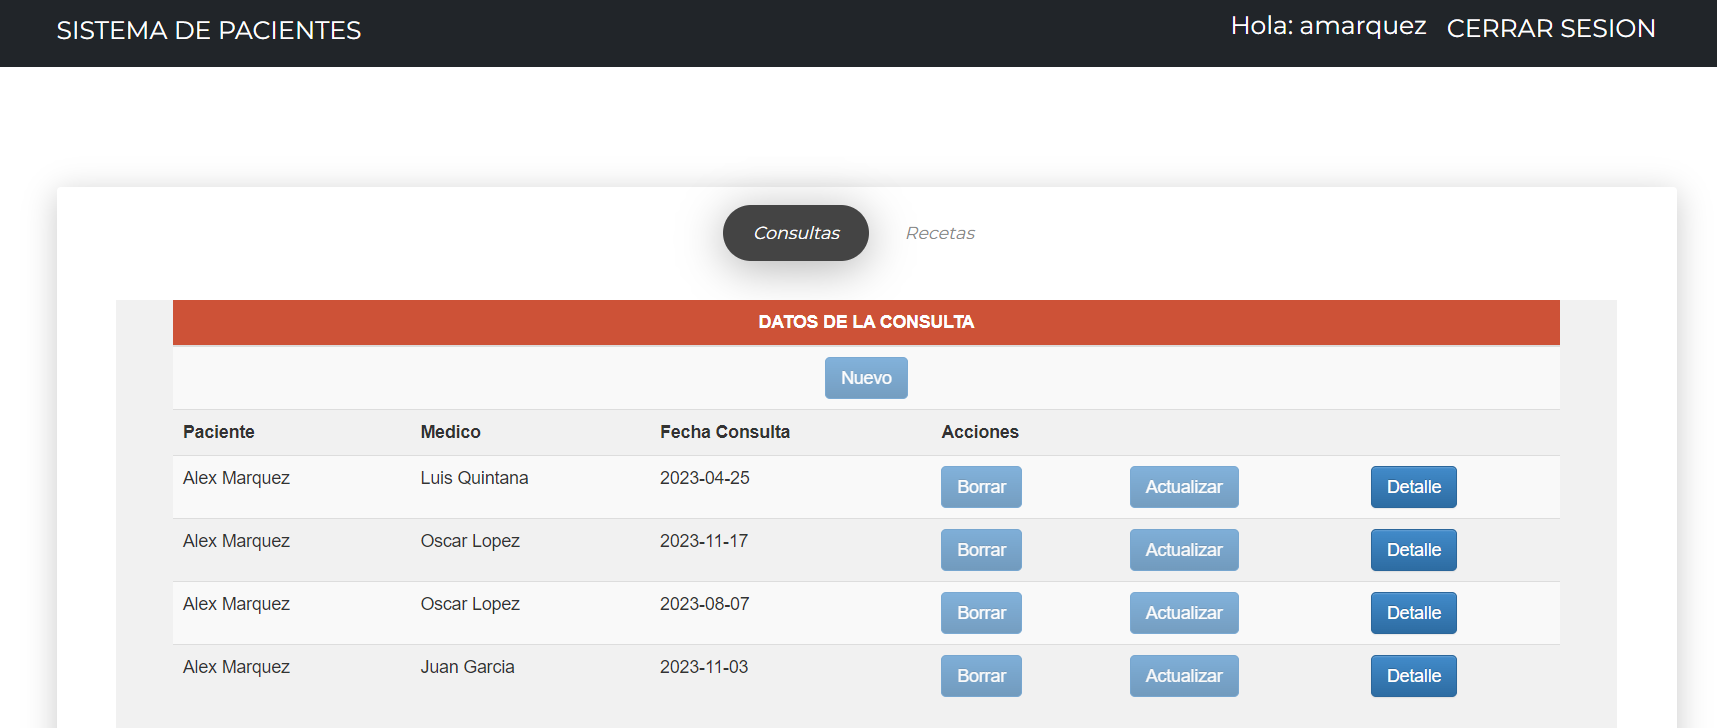 SISTEMA DE PACIENTES Hola: amarquez CERRAR SESION
Consultas Recetas
DATOS DE LA CONSULTA
Nuevo
Paciente Medico Fecha Consulta Acciones
Alex Marquez Luis Quintana 2023-04-25 Borrar Actualizar Detalle
Alex Marquez Oscar Lopez 2023-11-17 Borrar Actualizar Detalle
Alex Marquez Oscar Lopez 2023-08-07 Borrar Actualizar Detalle
Alex Marquez Juan Garcia 2023-11-03 Borrar Actualizar Detalle